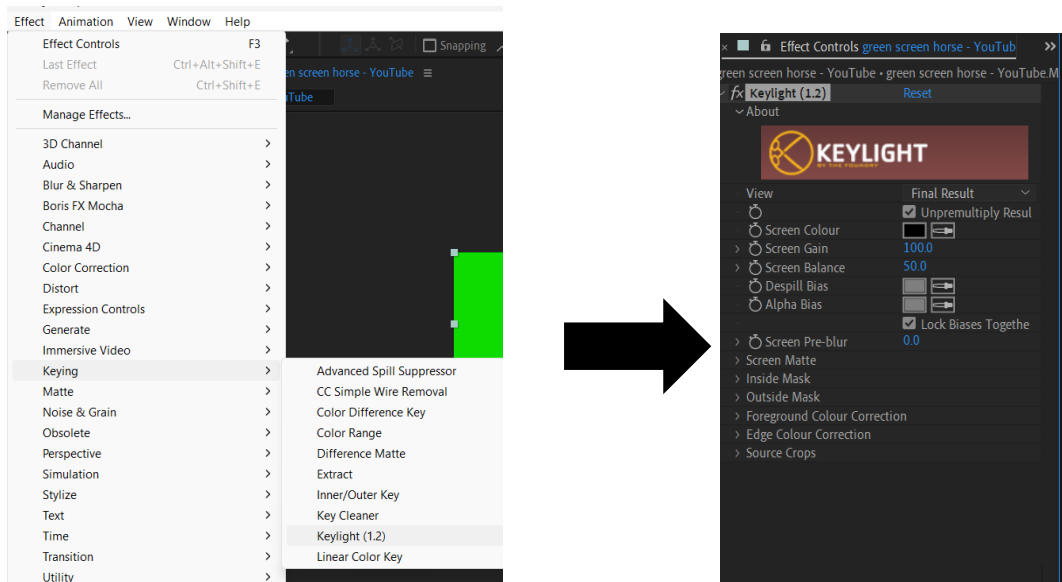 Effect Animation View Window Help
Effect Controls F3
Last Effect Ctrl+Alt+Shift+E
Remove All Ctrl+Shift+E
Manage Effects...
3D Channel
Audio
Blur & Sharpen
Boris FX Mocha
Channel
Cinema 4D
Color Correction
Distort
Expression Controls
Generate
Immersive Video
Keying
Matte
Noise & Grain
Obsolete
Perspective
Simulation
Stylize
Text
Time
Transition
Utility
Snapping
en screen horse - YouTube
uTube
Advanced Spill Suppressor
CC Simple Wire Removal
Color Difference Key
Color Range
Difference Matte
Extract
Inner/Outer Key
Key Cleaner
Keylight (1.2)
Linear Color Key
Effect Controls green screen horse - YouTub
green screen horse - YouTube • green screen horse - YouTube.M
fx Keylight (1.2) Reset
About
KEYLIGHT
BY THE FOUNDRY
View Final Result
Unpremultiply Resul
Screen Colour
Screen Gain 100.0
Screen Balance 50.0
Despill Bias
Alpha Bias
Lock Biases Togethe
Screen Pre-blur 0.0
Screen Matte
Inside Mask
Outside Mask
Foreground Colour Correction
Edge Colour Correction
Source Crops